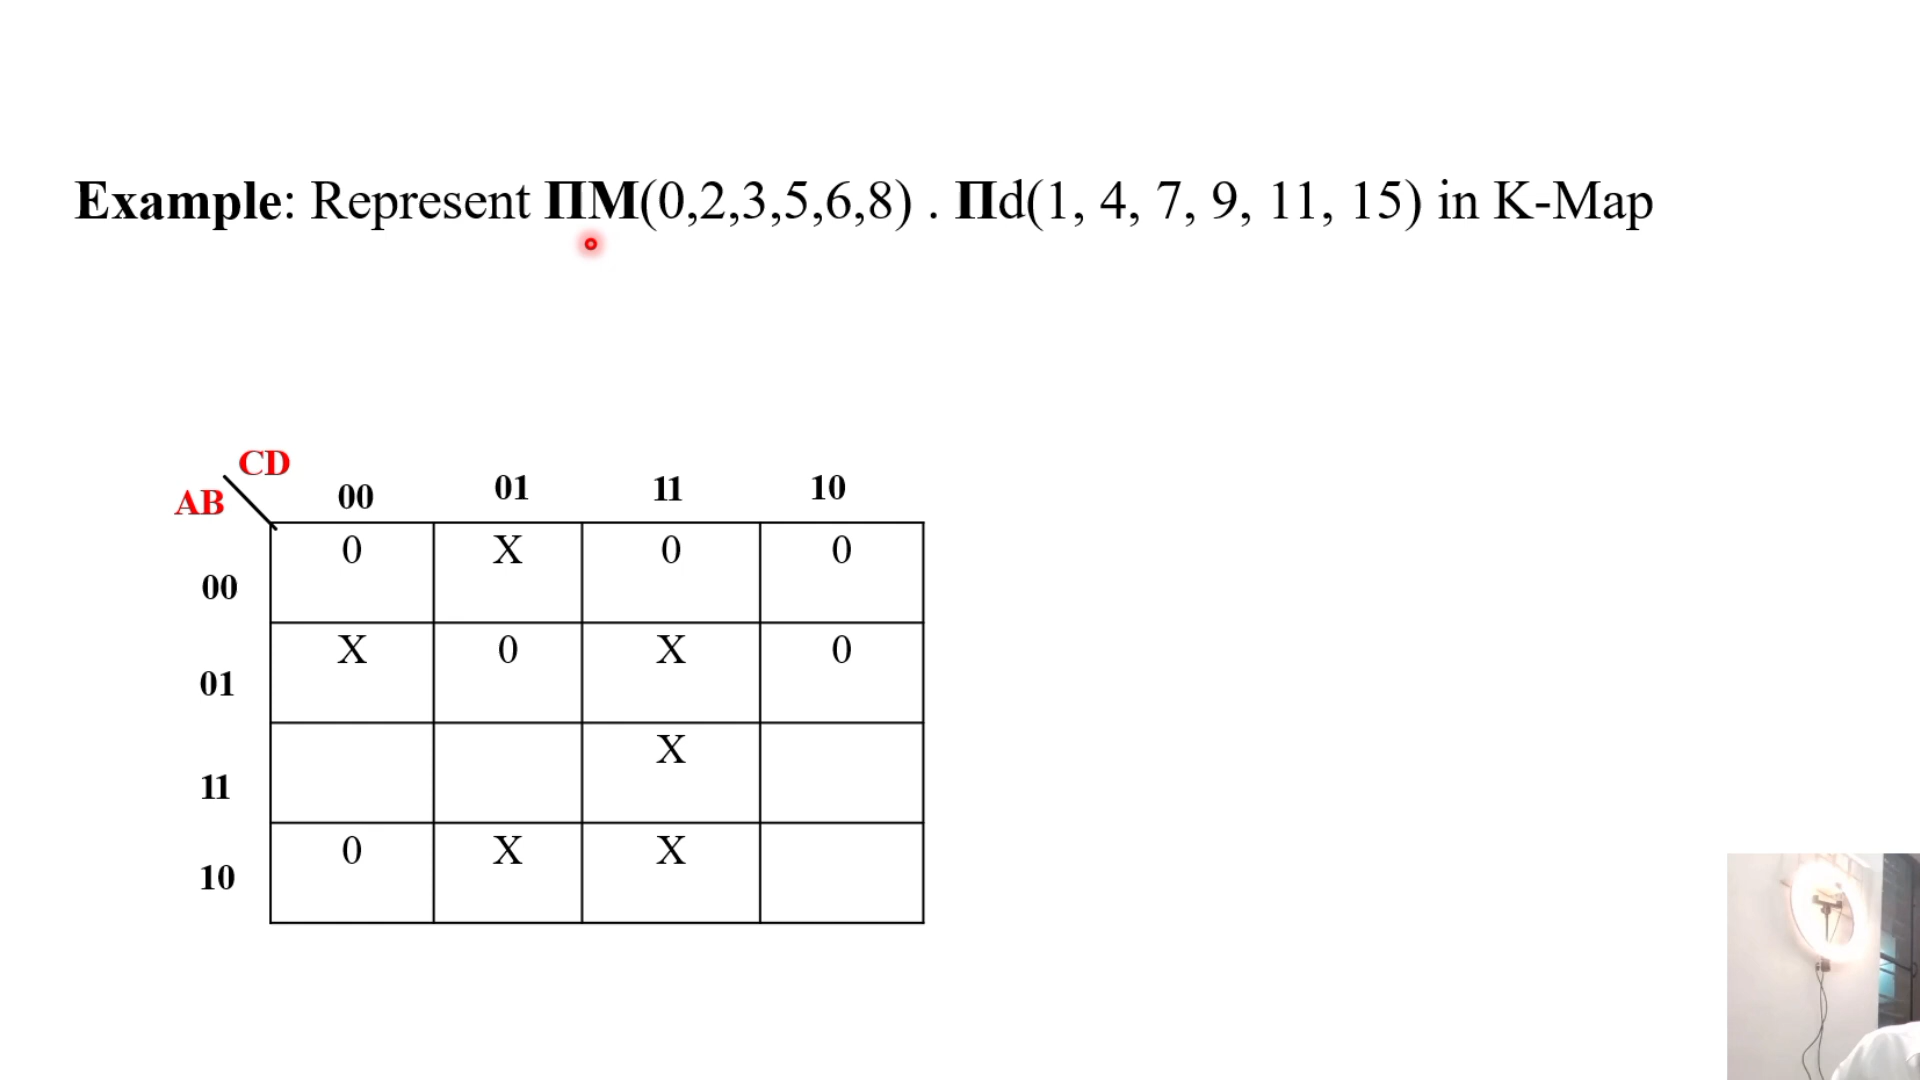 Example: Represent ΠM(0,2,3,5,6,8) . Πd(1, 4, 7, 9, 11, 15) in K-Map
CD
AB 00 01 11 10
00 0 X 0 0
01 X 0 X 0
11 X
10 0 X X